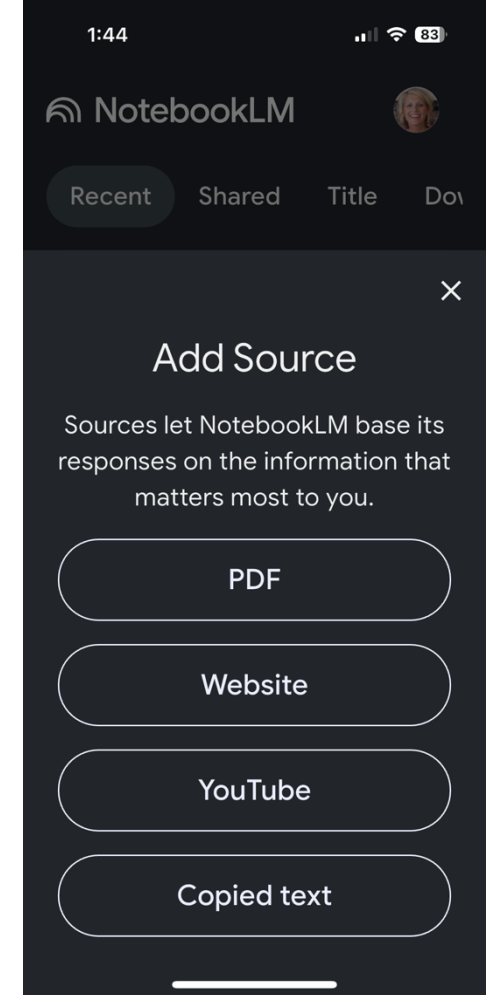 1:44
83
NotebookLM
Recent Shared Title
Add Source
Sources let NotebookLM base its
responses on the information that
matters most to you.
PDF
Website
YouTube
Copied text